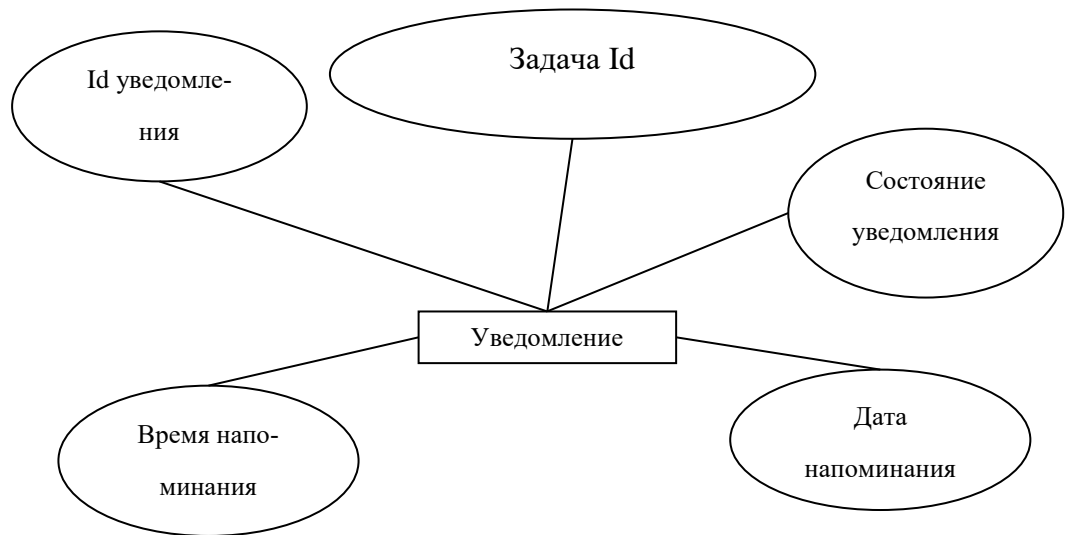 Задача Id
Id уведомле-
ния
Состояние
уведомления
Уведомление
Время напо-
минания
Дата
напоминания